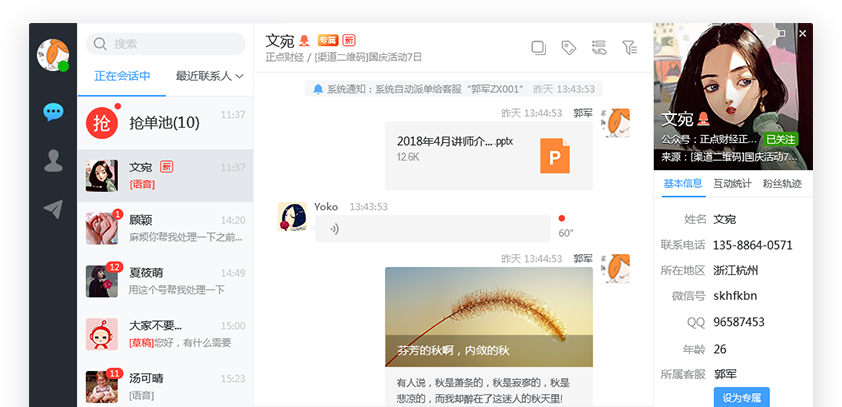 搜索
正在会话中
最近联系人
抢
抢单池(10)
11:37
文宛
新
11:37
[语音]
1
顾颖
14:20
麻烦你帮我处理一下之前...
12
夏筱萌
14:49
用这个号帮我处理一下
大家不要...
15:00
[草稿]您好，有什么需要
11
汤可晴
15:23
[语音]
文宛
专属
新
正点财经 / [渠道二维码]国庆活动7日
系统通知：系统自动派单给客服“郭军ZX001” 昨天 13:43:53
昨天 13:44:53 郭军
2018年4月讲师介...pptx
12.6K
P
Yoko 13:43:53
60"
昨天 13:44:53 郭军
芬芳的秋啊，内敛的秋
有人说，秋是萧条的，秋是寂寥的，秋是
悲凉的，而我却醉在了这迷人的秋天里!
文宛
公众号：正点财经正...
已关注
来源：[渠道二维码]国庆活动7...
基本信息
互动统计
粉丝轨迹
姓名 文宛
联系电话 135-8864-0571
所在地区 浙江杭州
微信号 skhfkbn
QQ 96587453
年龄 26
所属客服 郭军
设为专属